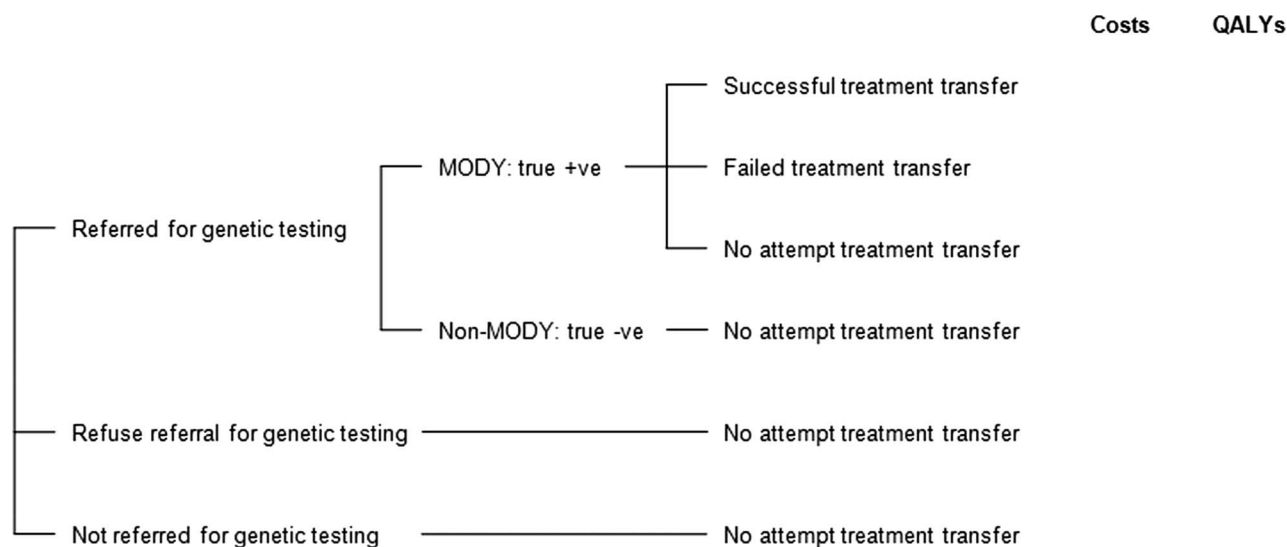 Costs QALYs
Successful treatment transfer
MODY: true +ve Failed treatment transfer
Referred for genetic testing
No attempt treatment transfer
Non-MODY: true -ve No attempt treatment transfer
Refuse referral for genetic testing No attempt treatment transfer
Not referred for genetic testing No attempt treatment transfer